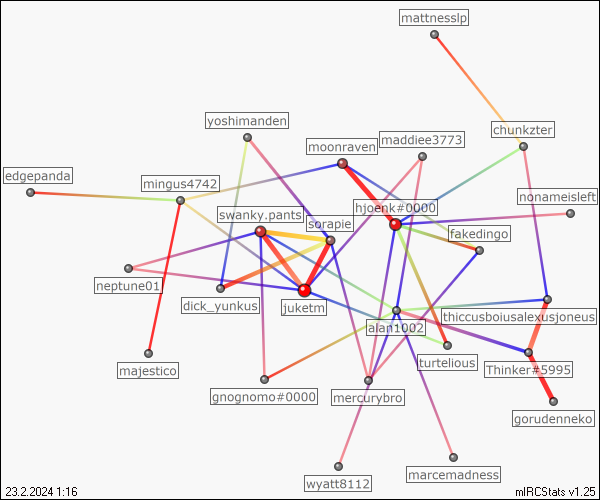 mattnesslp
yoshimanden
chunkzter
maddiee3773
moonraven
edgepanda
mingus4742
nonameisleft
hjoenk#0000
swanky.pants
sorapie
fakedingo
neptune01
dick_yunkus
juketm
thiccusboiusalexusjoneus
alan1002
turtelious
majestico
Thinker#5995
gnognomo#0000
mercurybro
gorudenneko
marcemadness
wyatt8112
23.2.2024 1:16
mIRCStats v1.25